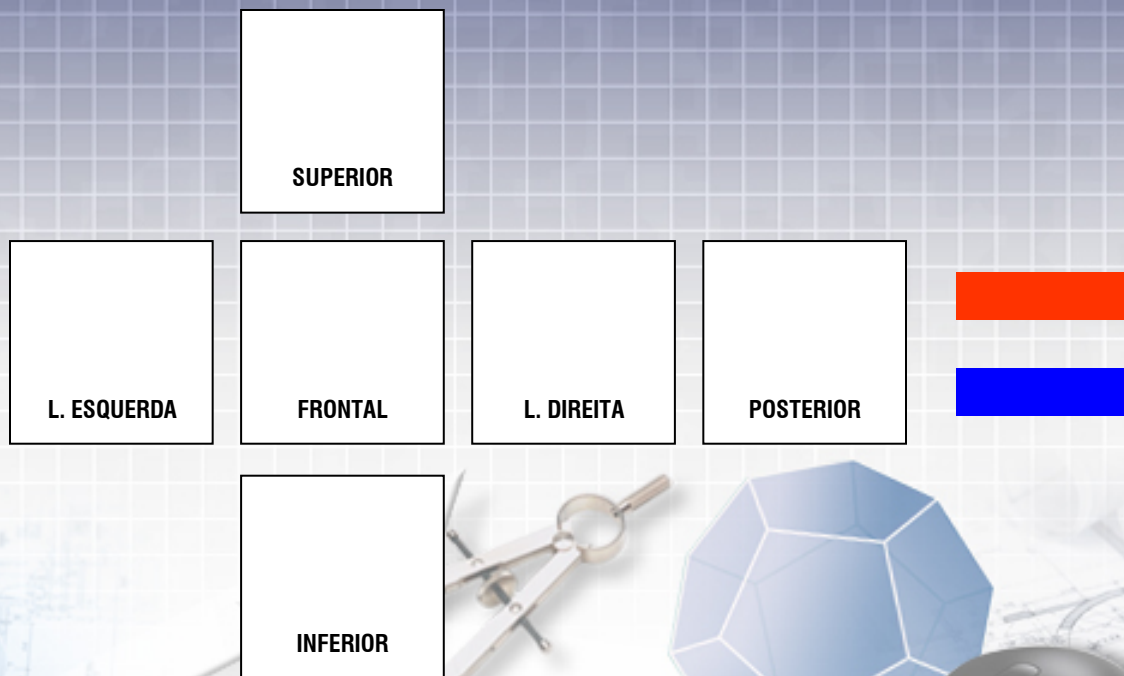 SUPERIOR
L. ESQUERDA
FRONTAL
L. DIREITA
POSTERIOR
INFERIOR